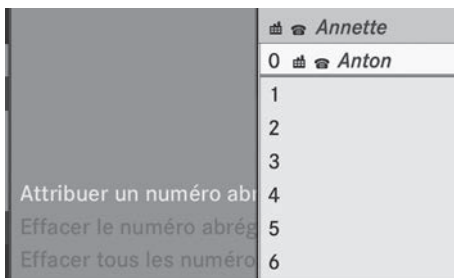 Annette
0 Anton
1
2
3
Attribuer un numéro abr 4
Effacer le numéro abrég 5
Effacer tous les numéro 6